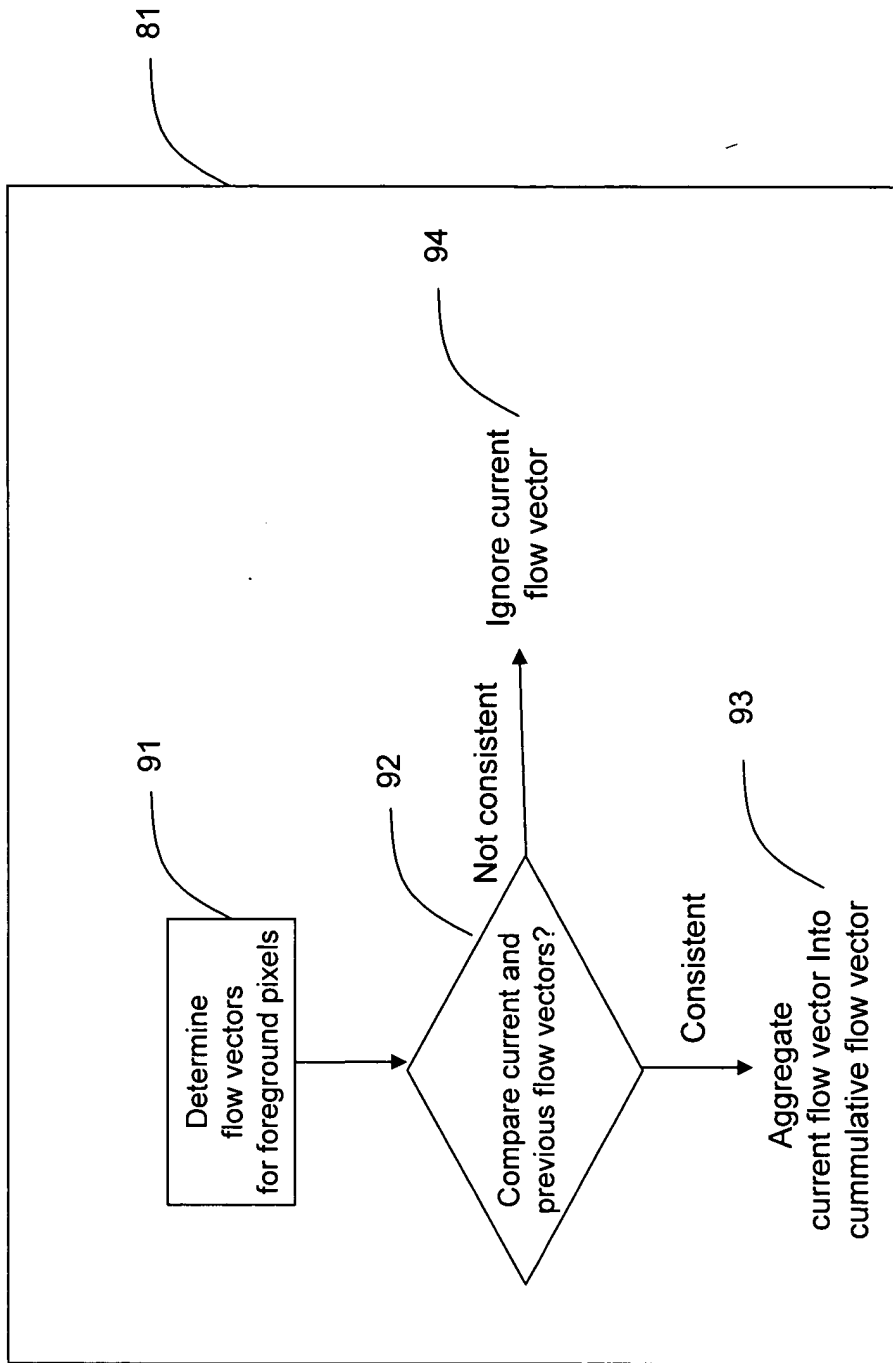 81
91
Determine
flow vectors
for foreground pixels
92
Compare current and
previous flow vectors?
Not consistent
94
Ignore current
flow vector
Consistent
93
Aggregate
current flow vector Into
cummulative flow vector